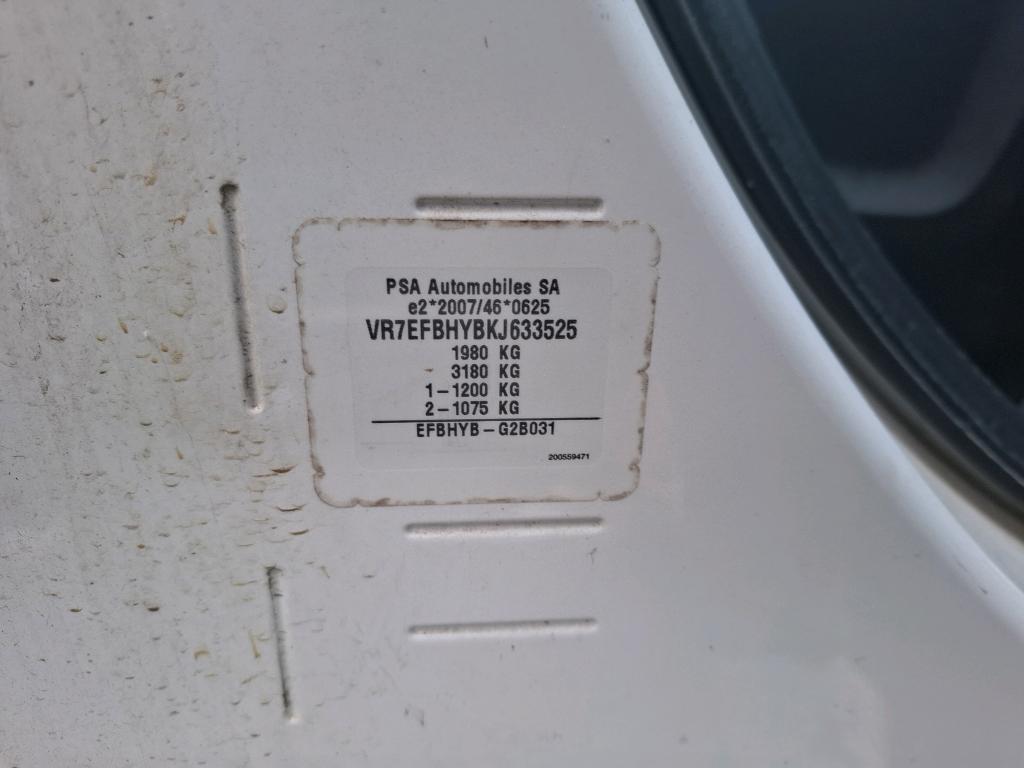 PSA Automobiles SA
e2*2007/46*0625
VR7EFBHYBKJ633525
1980 KG
3180 KG
1-1200 KG
2-1075 KG
EFBHYB-G2B031
200559471